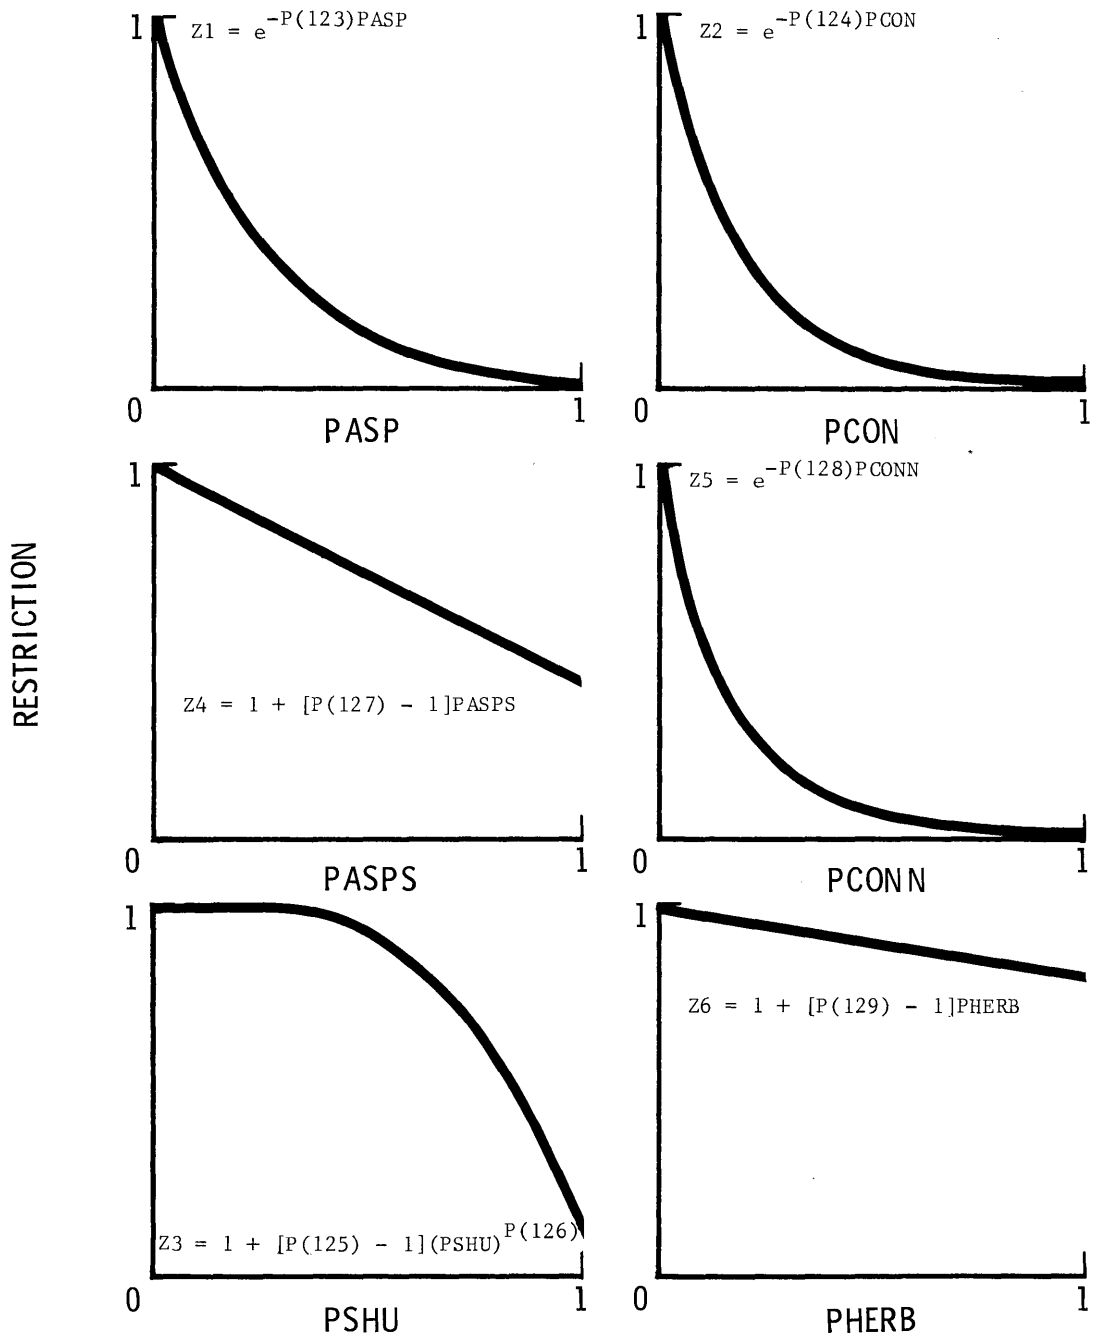 RESTRICTION
1
Z1 = e^-P(123)PASP
0
1
PASP
1
Z2 = e^-P(124)PCON
0
1
PCON
1
Z4 = 1 + [P(127) - 1]PASPS
0
1
PASPS
1
Z5 = e^-P(128)PCONN
0
1
PCONN
1
Z3 = 1 + [P(125) - 1](PSHU)^P(126)
0
1
PSHU
1
Z6 = 1 + [P(129) - 1]PHERB
0
1
PHERB